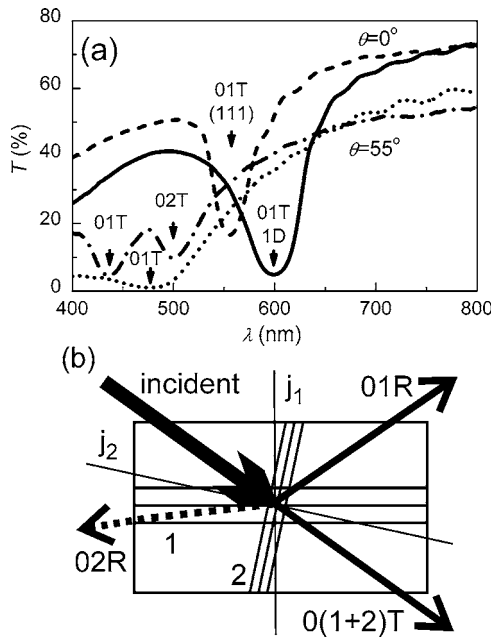 (a)
T (%)
80
60
40
20
0
θ=0°
01T
(111)
θ=55°
01T
02T
01T
01T
1D
400 500 600 700 800
λ (nm)
(b)
incident
j₁
01R
j₂
1
02R
2
0(1+2)T